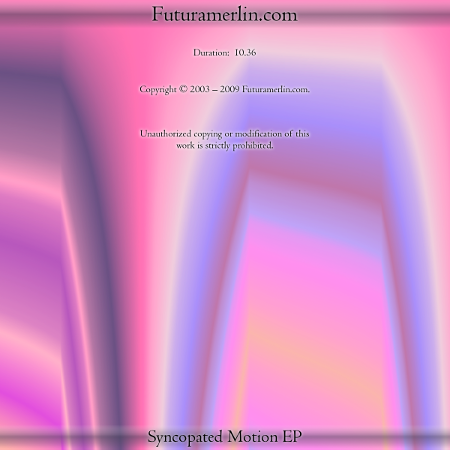 Futuramerlin.com
Duration: 10.36
Copyright © 2003 – 2009 Futuramerlin.com.
Unauthorized copying or modification of this
work is strictly prohibited.
Syncopated Motion EP